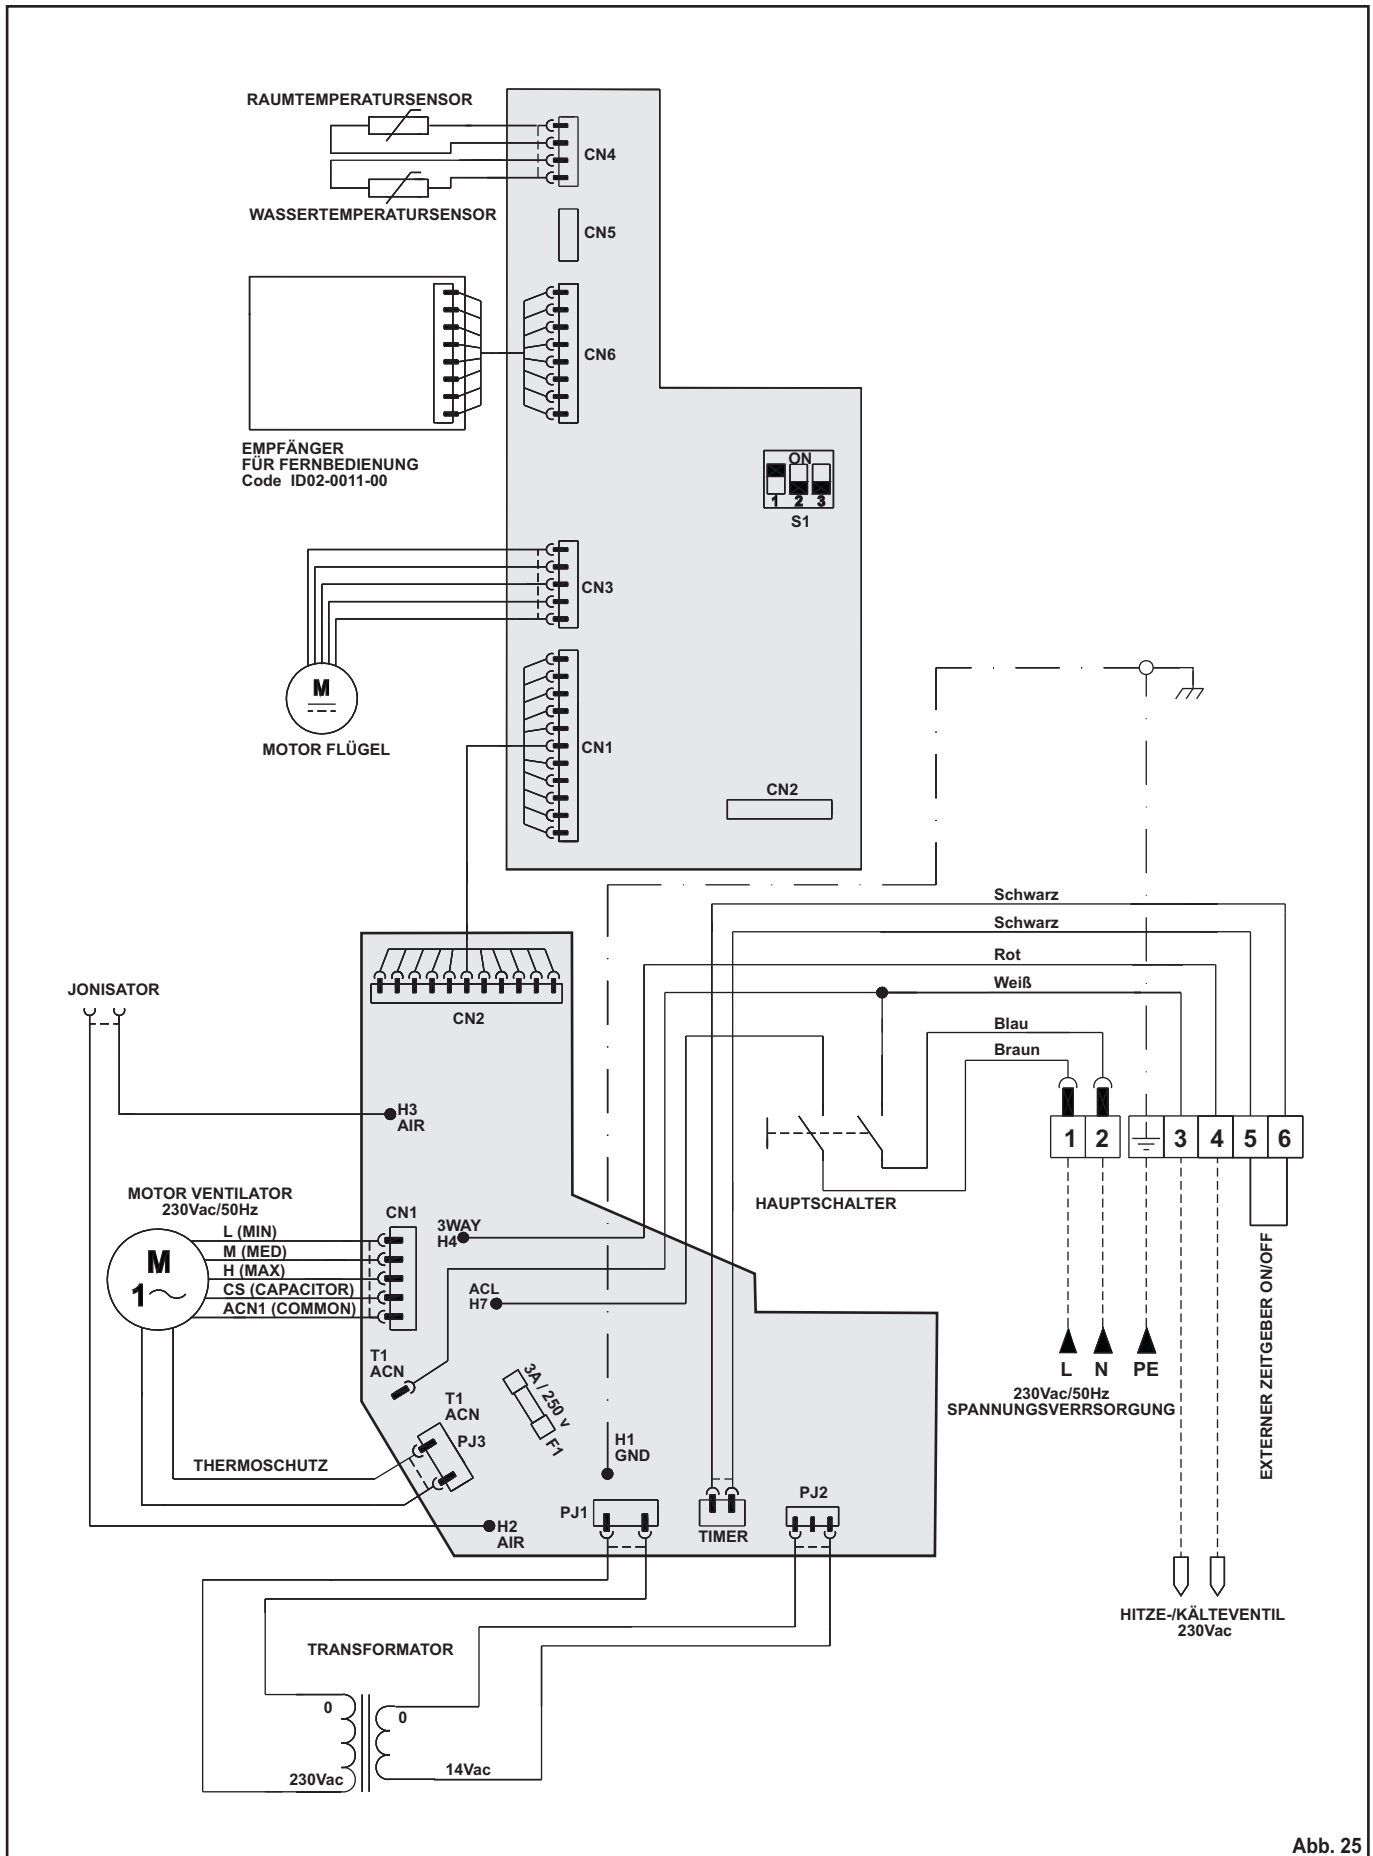 RAUMTEMPERATURSENSOR
CN4
WASSERTEMPERATURSENSOR
CN5
CN6
EMPFÄNGER
FÜR FERNBEDIENUNG
Code ID02-0011-00
ON
1 2 3
S1
CN3
M
MOTOR FLÜGEL
CN1
CN2
Schwarz
Schwarz
Rot
Weiß
Blau
Braun
JONISATOR
CN2
H3
AIR
1 2 3 4 5 6
HAUPTSCHALTER
MOTOR VENTILATOR
230Vac/50Hz
CN1
L (MIN)
M (MED)
H (MAX)
CS (CAPACITOR)
ACN1 (COMMON)
M
1~
3WAY
H4
ACL
H7
T1
ACN
T1
ACN
PJ3
3A / 250 v
F1
H1
GND
THERMOSCHUTZ
L N PE
230Vac/50Hz
SPANNUNGSVERRSORGUNG
EXTERNER ZEITGEBER ON/OFF
PJ1
TIMER
PJ2
H2
AIR
HITZE-/KÄLTEVENTIL
230Vac
TRANSFORMATOR
0
0
230Vac
14Vac
Abb. 25